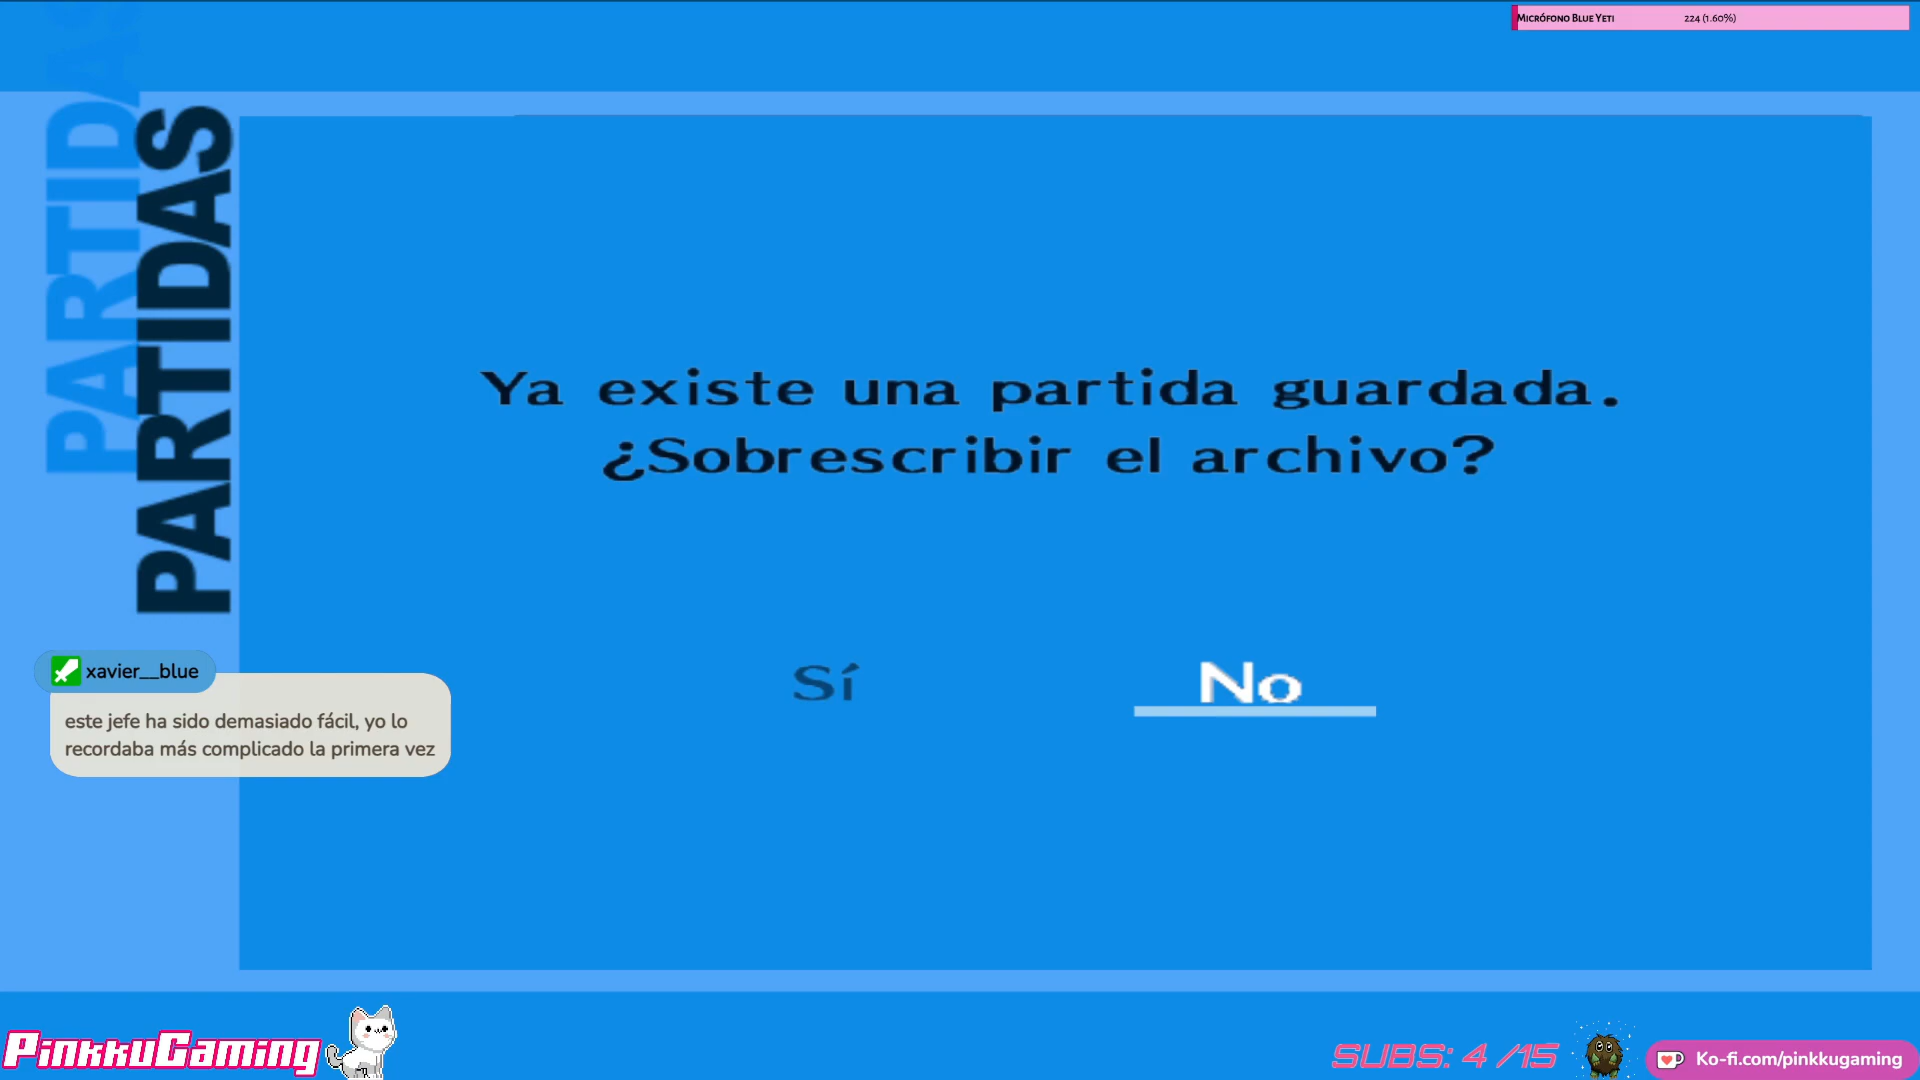 Micrófono Blue Yeti 224 (1.60%)
PARTIDAS
PARTIDAS
Ya existe una partida guardada.
¿Sobrescribir el archivo?
Sí No
xavier__blue
este jefe ha sido demasiado fácil, yo lo
recordaba más complicado la primera vez
PinkkuGaming
SUBS: 4 /15
Ko-fi.com/pinkkugaming